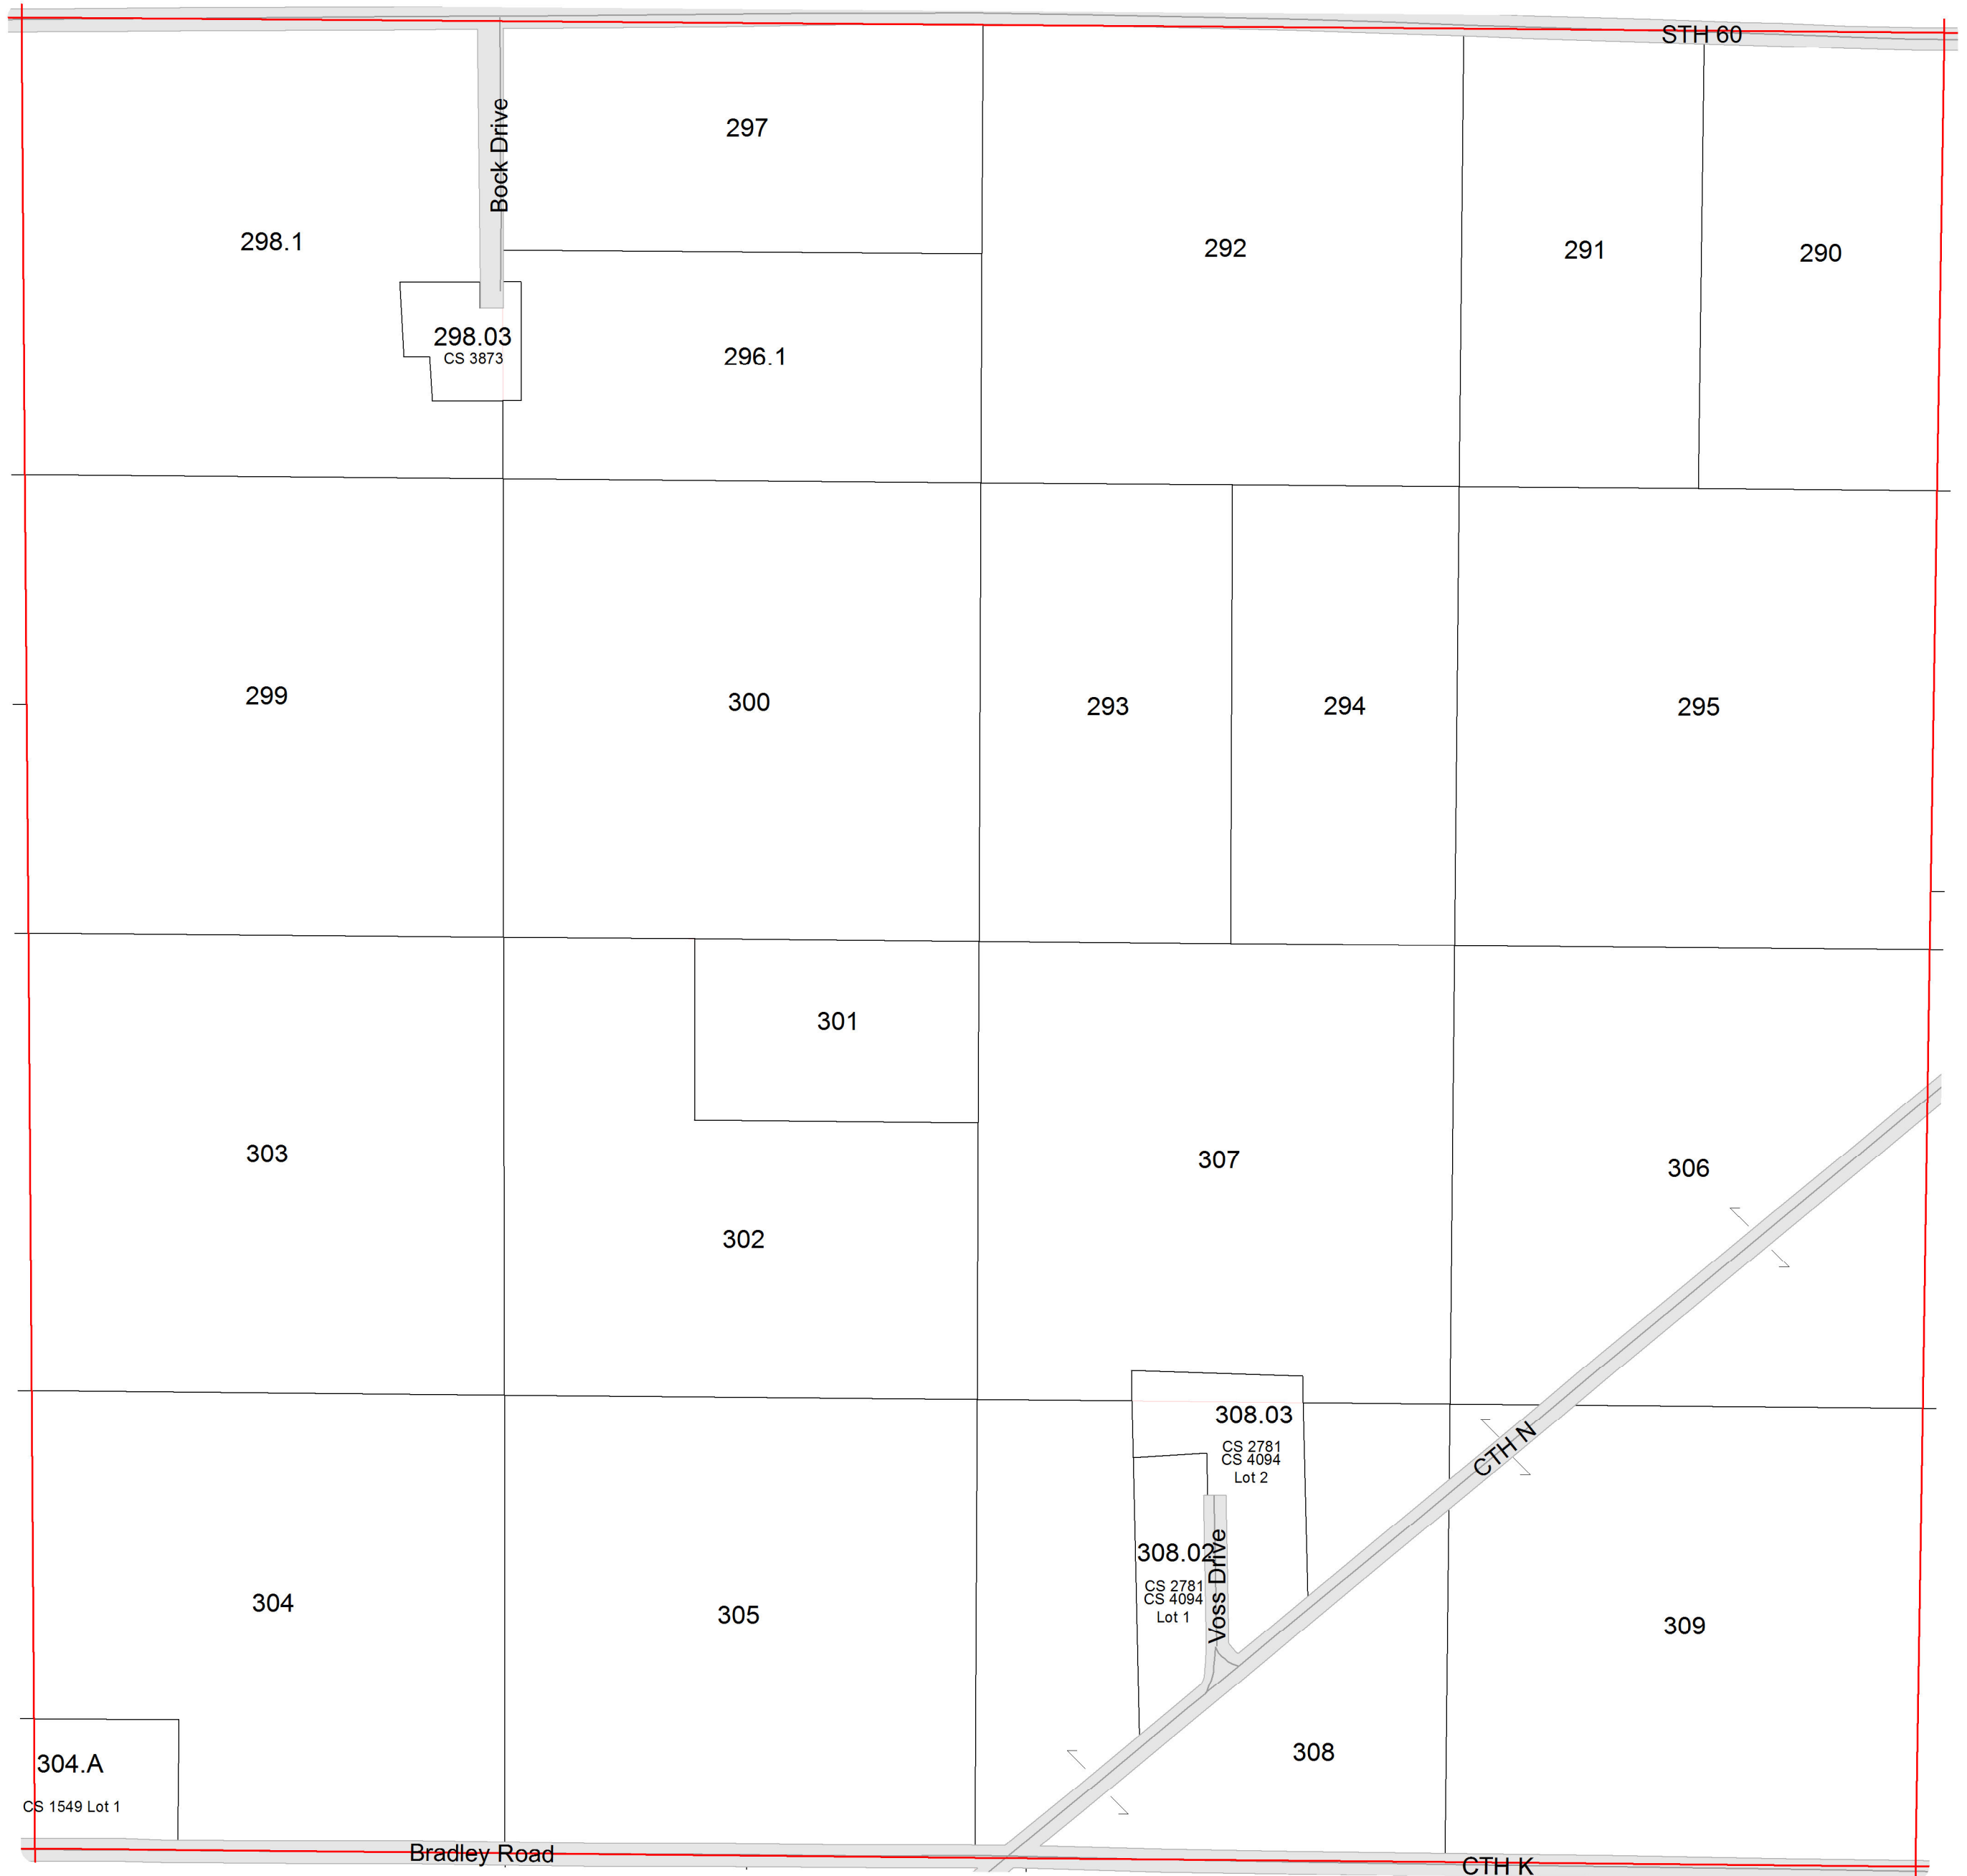 STH 60
Bock Drive
297
298.1
292
291
290
298.03
CS 3873
296.1
299
300
293
294
295
301
303
307
306
302
308.03
CS 2781
CS 4094
Lot 2
CTH N
308.02
CS 2781
CS 4094
Lot 1
Voss Drive
304
305
309
308
304.A
CS 1549 Lot 1
Bradley Road
CTH K